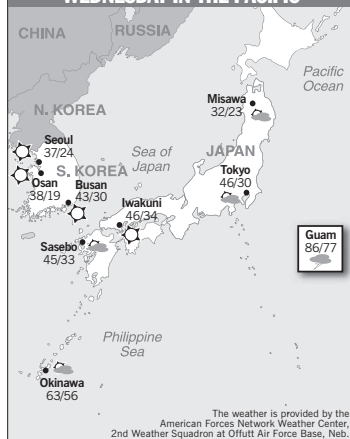 WEDNESDAY IN THE PACIFIC
CHINA
RUSSIA
Pacific
Ocean
N. KOREA
Misawa
32/23
Seoul
37/24
S. KOREA
Sea of
Japan
JAPAN
Osan
38/19
Busan
43/30
Tokyo
46/30
Iwakuni
46/34
Sasebo
45/33
Guam
86/77
Philippine
Sea
Okinawa
63/56
The weather is provided by the
American Forces Network Weather Center,
2nd Weather Squadron at Offutt Air Force Base, Neb.